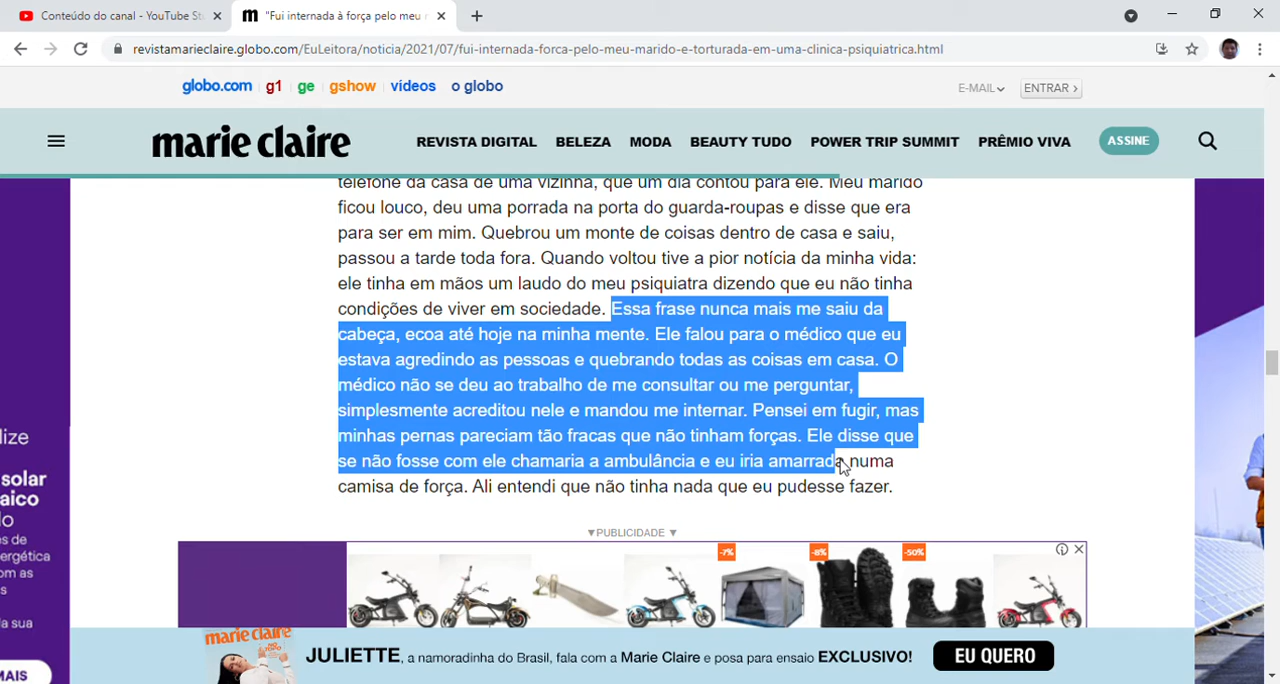 Conteúdo do canal - YouTube St
"Fui internada à força pelo meu
revistamarieclaire.globo.com/EuLeitora/noticia/2021/07/fui-internada-forca-pelo-meu-marido-e-torturada-em-uma-clinica-psiquiatrica.html
globo.com g1 ge gshow vídeos o globo
E-MAIL ENTRAR
marie claire REVISTA DIGITAL BELEZA MODA BEAUTY TUDO POWER TRIP SUMMIT PRÊMIO VIVA ASSINE
telefone da casa de uma vizinha, que um dia contou para ele. Meu marido
ficou louco, deu uma porrada na porta do guarda-roupas e disse que era
para ser em mim. Quebrou um monte de coisas dentro de casa e saiu,
passou a tarde toda fora. Quando voltou tive a pior notícia da minha vida:
ele tinha em mãos um laudo do meu psiquiatra dizendo que eu não tinha
condições de viver em sociedade. Essa frase nunca mais me saiu da
cabeça, ecoa até hoje na minha mente. Ele falou para o médico que eu
estava agredindo as pessoas e quebrando todas as coisas em casa. O
médico não se deu ao trabalho de me consultar ou me perguntar,
simplesmente acreditou nele e mandou me internar. Pensei em fugir, mas
minhas pernas pareciam tão fracas que não tinham forças. Ele disse que
se não fosse com ele chamaria a ambulância e eu iria amarrada numa
camisa de força. Ali entendi que não tinha nada que eu pudesse fazer.
▼PUBLICIDADE ▼
-7% -8% -50%
lize
solar
aico
o
es de
ergética
om as
s
la sua
MAIS
marie claire
JULIETTE, a namoradinha do Brasil, fala com a Marie Claire e posa para ensaio EXCLUSIVO! EU QUERO